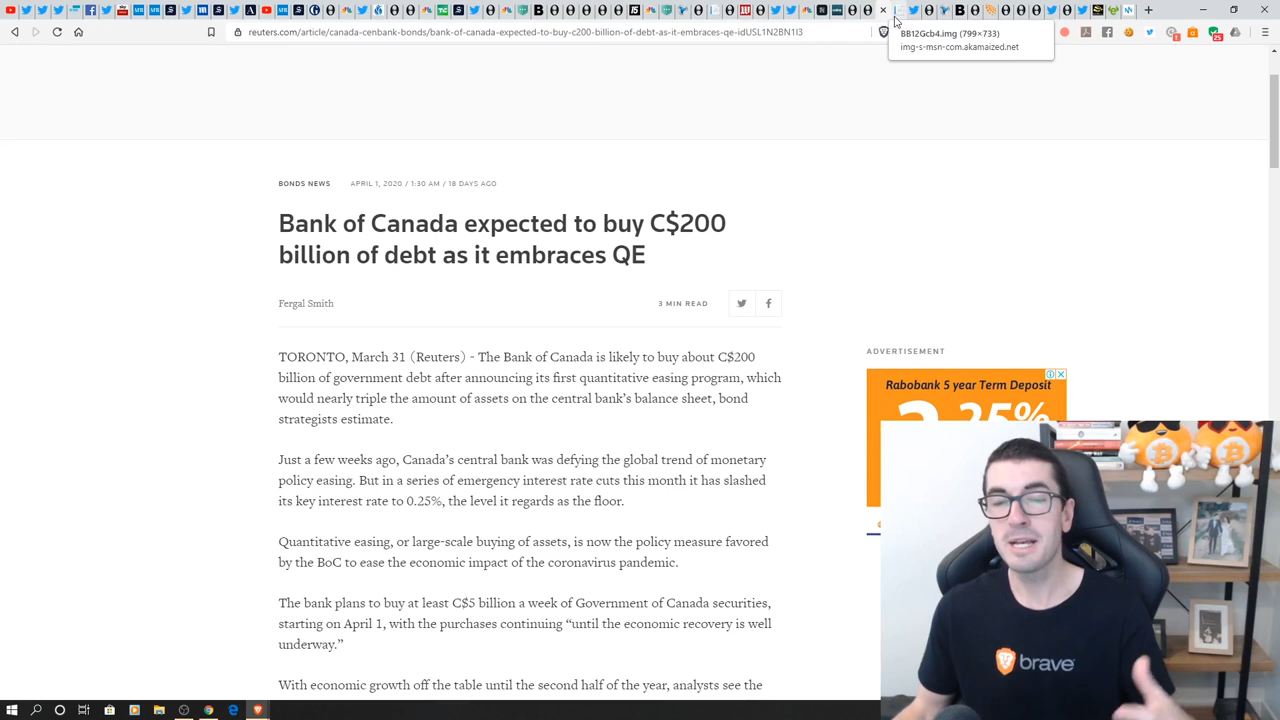 reuters.com/article/canada-cenbank-bonds/bank-of-canada-expected-to-buy-c200-billion-of-debt-as-it-embraces-qe-idUSL1N2BN1I3
BB12Gcb4.img (799×733)
img-s-msn-com.akamaized.net
BONDS NEWS APRIL 1, 2020 / 1:30 AM / 18 DAYS AGO
Bank of Canada expected to buy C$200
billion of debt as it embraces QE
Fergal Smith
3 MIN READ
TORONTO, March 31 (Reuters) - The Bank of Canada is likely to buy about C$200
billion of government debt after announcing its first quantitative easing program, which
would nearly triple the amount of assets on the central bank's balance sheet, bond
strategists estimate.
Just a few weeks ago, Canada's central bank was defying the global trend of monetary
policy easing. But in a series of emergency interest rate cuts this month it has slashed
its key interest rate to 0.25%, the level it regards as the floor.
Quantitative easing, or large-scale buying of assets, is now the policy measure favored
by the BoC to ease the economic impact of the coronavirus pandemic.
The bank plans to buy at least C$5 billion a week of Government of Canada securities,
starting on April 1, with the purchases continuing “until the economic recovery is well
underway.”
With economic growth off the table until the second half of the year, analysts see the
ADVERTISEMENT
Rabobank 5 year Term Deposit
brave